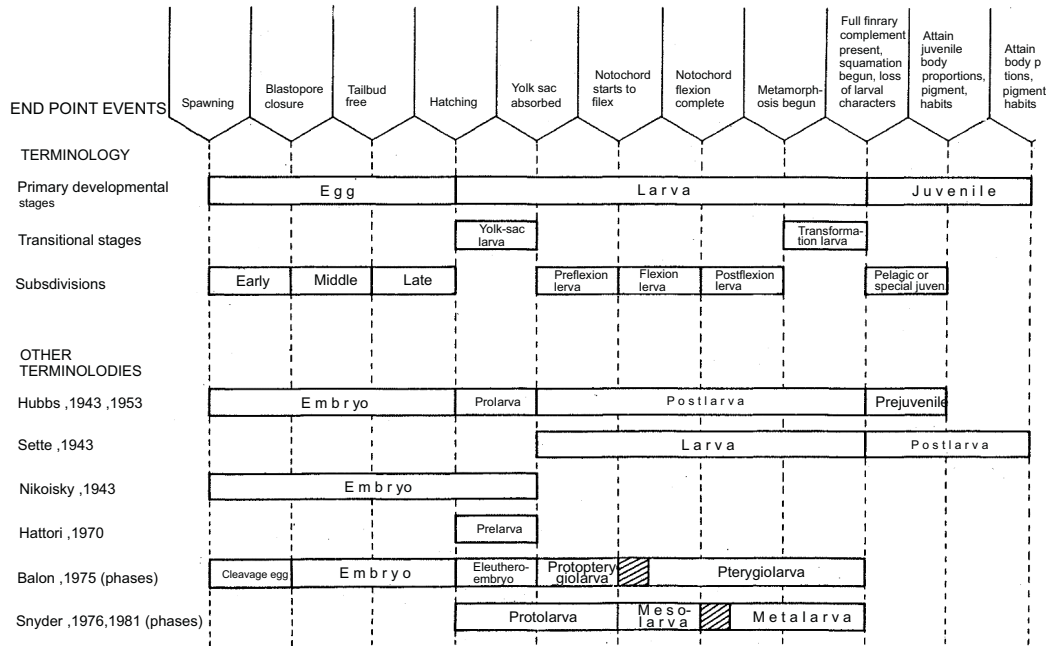 Full finrary
complement
present,
squamation
begun, loss
of larval
characters
Attain
juvenile
body
proportions,
pigment,
habits
Attain
body p
tions,
pigment
habits
END POINT EVENTS
Spawning
Blastopore
closure
Tailbud
free
Hatching
Yolk sac
absorbed
Notochord
starts to
filex
Notochord
flexion
complete
Metamorph-
osis begun
TERMINOLOGY
Primary developmental
stages
Egg
Larva
Juvenile
Transitional stages
Yolk-sac
larva
Transforma-
tion larva
Subsdivisions
Early
Middle
Late
Preflexion
lerva
Flexion
lerva
Postflexion
lerva
Pelagic or
special juven
OTHER
TERMINOLODIES
Hubbs ,1943 ,1953
Embryo
Prolarva
Postlarva
Prejuvenile
Sette ,1943
Larva
Postlarva
Nikoisky ,1943
Embryo
Hattori ,1970
Prelarva
Balon ,1975 (phases)
Cleavage egg
Embryo
Eleuthero-
embryo
Protoptery
giolarva
Pterygiolarva
Snyder ,1976,1981 (phases)
Protolarva
Meso-
larva
Metalarva